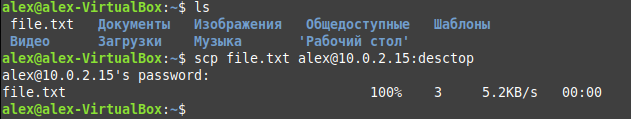 alex@alex-VirtualBox:~$ ls
file.txt Документы Изображения Общедоступные Шаблоны
Видео Загрузки Музыка 'Рабочий стол'
alex@alex-VirtualBox:~$ scp file.txt alex@10.0.2.15:desctop
alex@10.0.2.15's password:
file.txt 100% 3 5.2KB/s 00:00
alex@alex-VirtualBox:~$